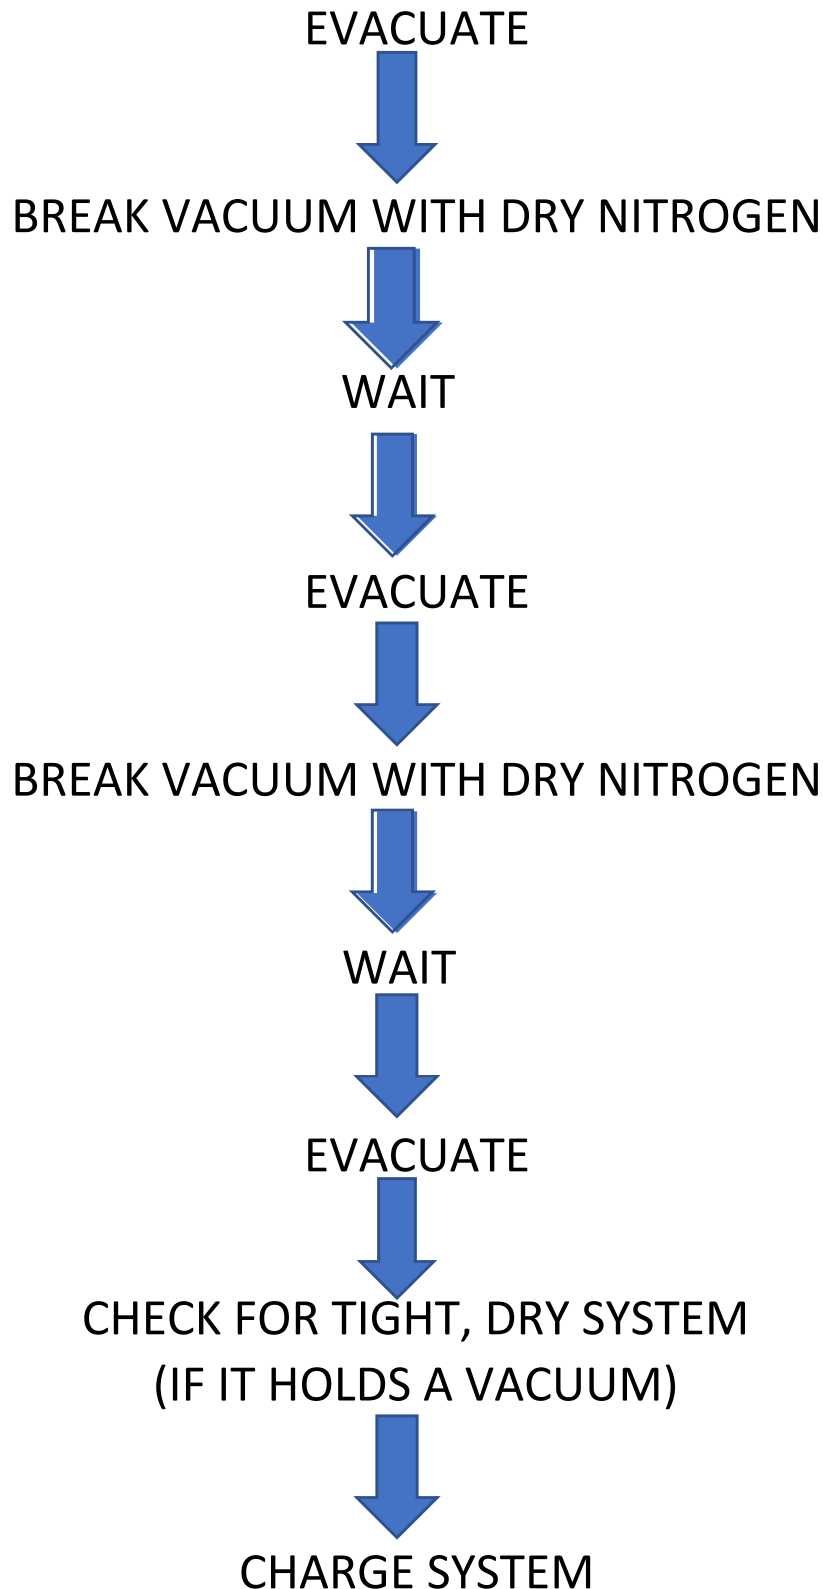 EVACUATE
BREAK VACUUM WITH DRY NITROGEN
WAIT
EVACUATE
BREAK VACUUM WITH DRY NITROGEN
WAIT
EVACUATE
CHECK FOR TIGHT, DRY SYSTEM
(IF IT HOLDS A VACUUM)
CHARGE SYSTEM